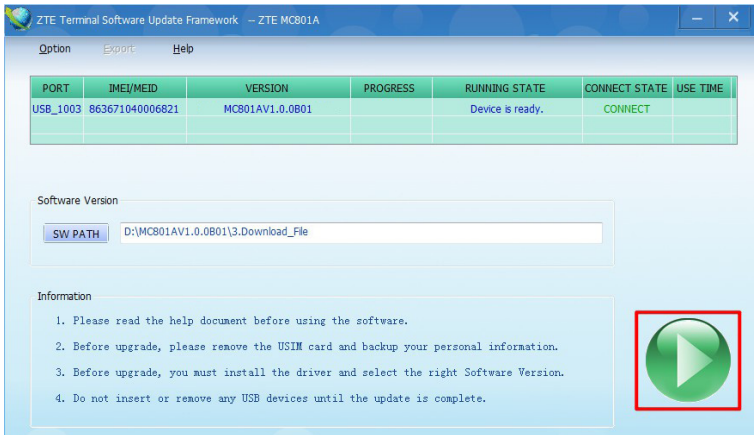 ZTE Terminal Software Update Framework -- ZTE MC801A
Option Export Help
PORT IMEI/MEID VERSION PROGRESS RUNNING STATE CONNECT STATE USE TIME
USB_1003 863671040006821 MC801AV1.0.0B01 Device is ready. CONNECT
Software Version
SW PATH D:\MC801AV1.0.0B01\3.Download_File
Information
1. Please read the help document before using the software.
2. Before upgrade, please remove the USIM card and backup your personal information.
3. Before upgrade, you must install the driver and select the right Software Version.
4. Do not insert or remove any USB devices until the update is complete.